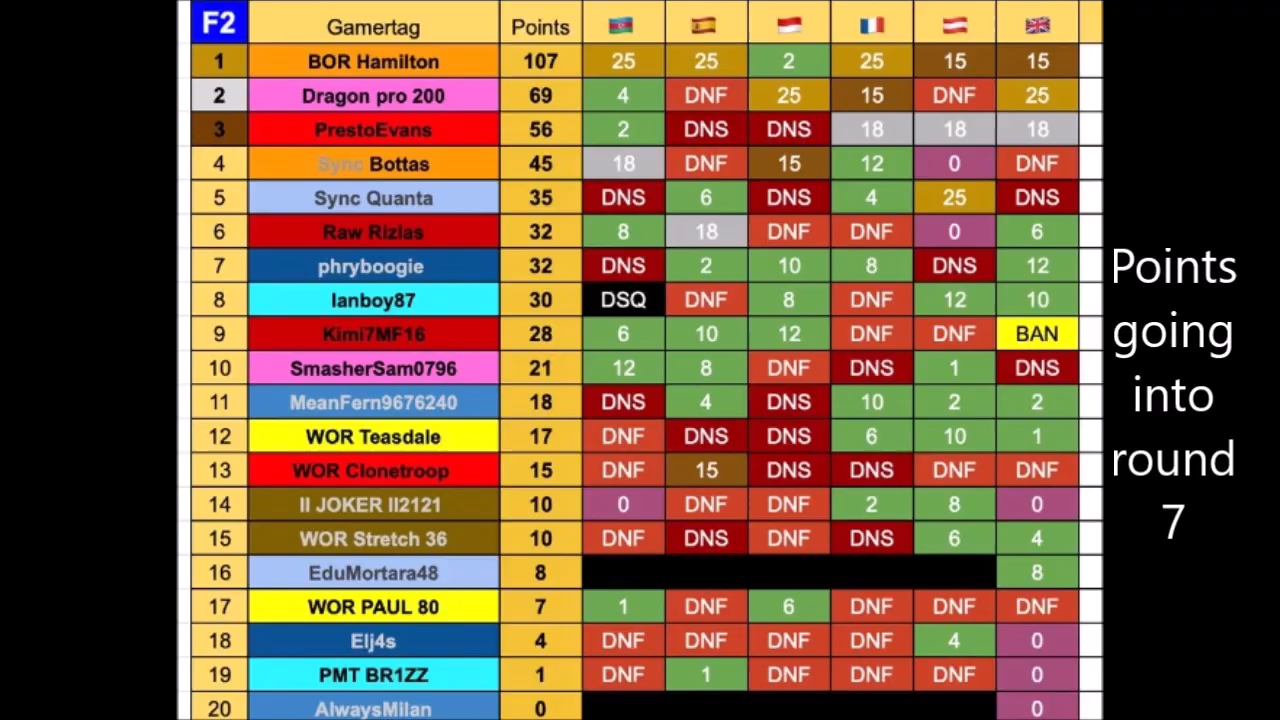 F2 Gamertag Points
1 BOR Hamilton 107 25 25 2 25 15 15
2 Dragon pro 200 69 4 DNF 25 15 DNF 25
3 PrestoEvans 56 2 DNS DNS 18 18 18
4 Sync Bottas 45 18 DNF 15 12 0 DNF
5 Sync Quanta 35 DNS 6 DNS 4 25 DNS
6 Raw Rizlas 32 8 18 DNF DNF 0 6
7 phryboogie 32 DNS 2 10 8 DNS 12
8 Ianboy87 30 DSQ DNF 8 DNF 12 10
9 Kimi7MF16 28 6 10 12 DNF DNF BAN
10 SmasherSam0796 21 12 8 DNF DNS 1 DNS
11 MeanFern9676240 18 DNS 4 DNS 10 2 2
12 WOR Teasdale 17 DNF DNS DNS 6 10 1
13 WOR Clonetroop 15 DNF 15 DNS DNS DNF DNF
14 II JOKER II2121 10 0 DNF DNF 2 8 0
15 WOR Stretch 36 10 DNF DNS DNF DNS 6 4
16 EduMortara48 8 8
17 WOR PAUL 80 7 1 DNF 6 DNF DNF DNF
18 Elj4s 4 DNF DNF DNF DNF 4 0
19 PMT BR1ZZ 1 DNF 1 DNF DNF DNF 0
20 AlwaysMilan 0 0
Points
going
into
round
7